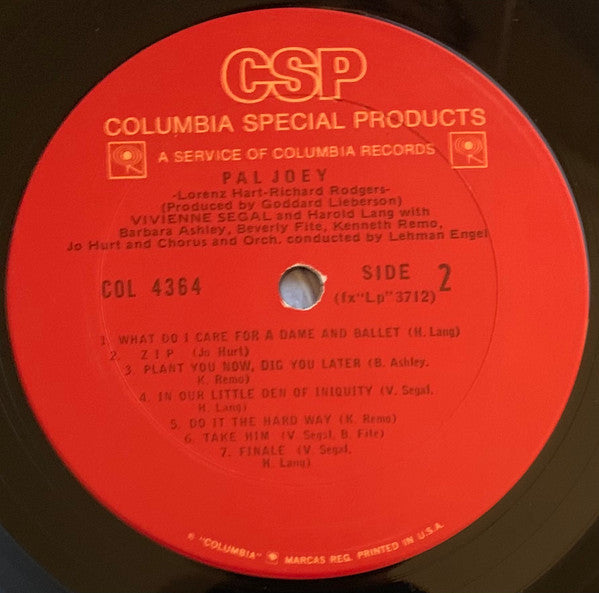 CSP
COLUMBIA SPECIAL PRODUCTS
A SERVICE OF COLUMBIA RECORDS
PAL JOEY
-Lorenz Hart-Richard Rodgers-
(Produced by Goddard Lieberson)
VIVIENNE SEGAL and Harold Lang with
Barbara Ashley, Beverly Fite, Kenneth Remo,
Jo Hurt and Chorus and Orch. conducted by Lehman Engel
COL 4364
SIDE 2
(fx"Lp"3712)
1. WHAT DO I CARE FOR A DAME AND BALLET (H. Lang)
2. ZIP (Jo Hurt)
3. PLANT YOU NOW, DIG YOU LATER (B. Ashley.
K. Remo)
4. IN OUR LITTLE DEN OF INIQUITY (V. Segal.
H. Lang)
5. DO IT THE HARD WAY (K. Remo)
6. TAKE HIM (V. Segal, B. Fite)
7. FINALE (V. Segal.
H. Lang)
® "COLUMBIA" MARCAS REG. PRINTED IN U.S.A.